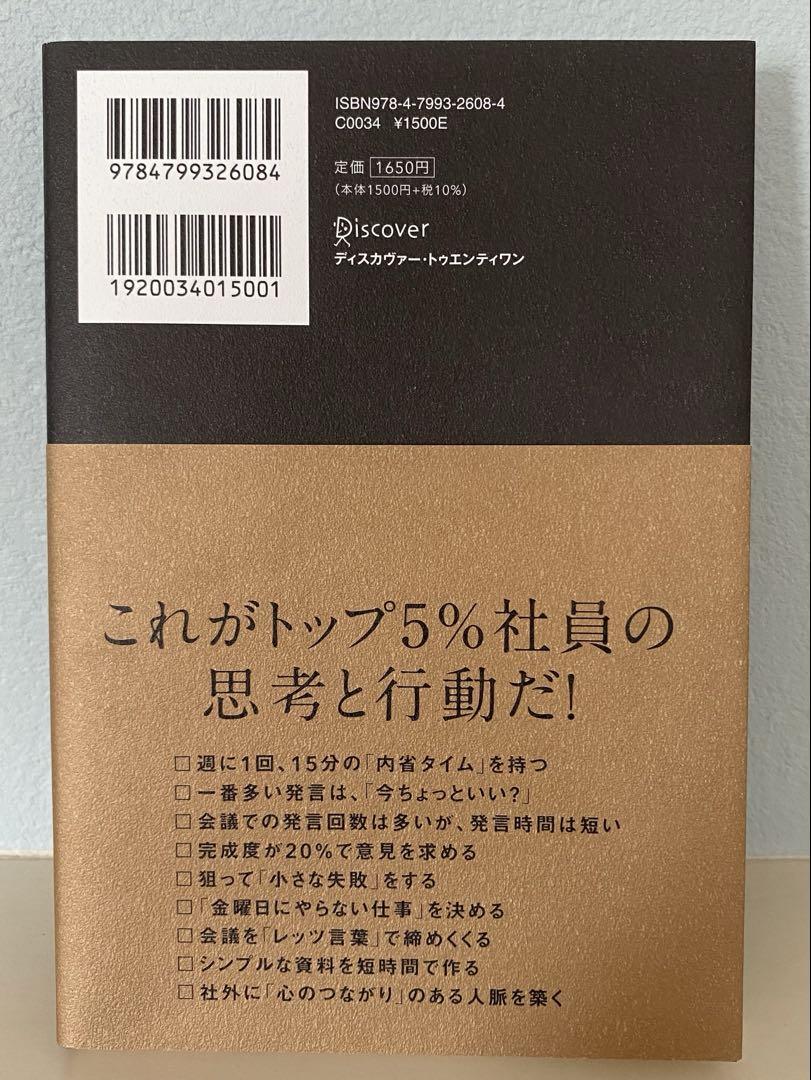 9784799326084
1920034015001
ISBN978-4-7993-2608-4
C0034 ¥1500E
定価 1650円
(本体1500円+税10%)
Discover
ディスカヴァー・トゥエンティワン
これがトップ5%社員の
思考と行動だ!
□週に1回、15分の「内省タイム」を持つ
□一番多い発言は、「今ちょっといい?」
□会議での発言回数は多いが、発言時間は短い
□完成度が20%で意見を求める
□狙って「小さな失敗」をする
□「金曜日にやらない仕事」を決める
□会議を「レッツ言葉」で締めくくる
□シンプルな資料を短時間で作る
□社外に「心のつながり」のある人脈を築く